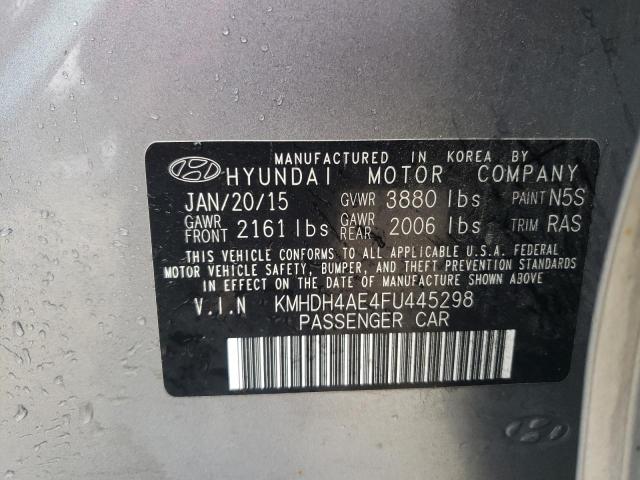 MANUFACTURED IN KOREA BY
HYUNDAI MOTOR COMPANY
JAN/20/15 GVWR 3880 lbs PAINT N5S
GAWR FRONT 2161 lbs GAWR REAR 2006 lbs TRIM RAS
THIS VEHICLE CONFORMS TO ALL APPLICABLE U.S.A. FEDERAL
MOTOR VEHICLE SAFETY, BUMPER, AND THEFT PREVENTION STANDARDS
IN EFFECT ON THE DATE OF MANUFACTURE SHOWN ABOVE
V.I.N KMHDH4AE4FU445298
PASSENGER CAR